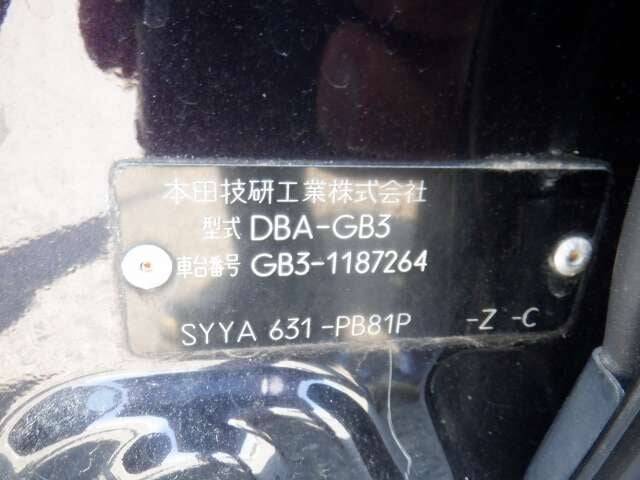 本田技研工業株式会社
型式 DBA-GB3
車台番号 GB3-1187264
SYYA 631-PB81P -Z -C